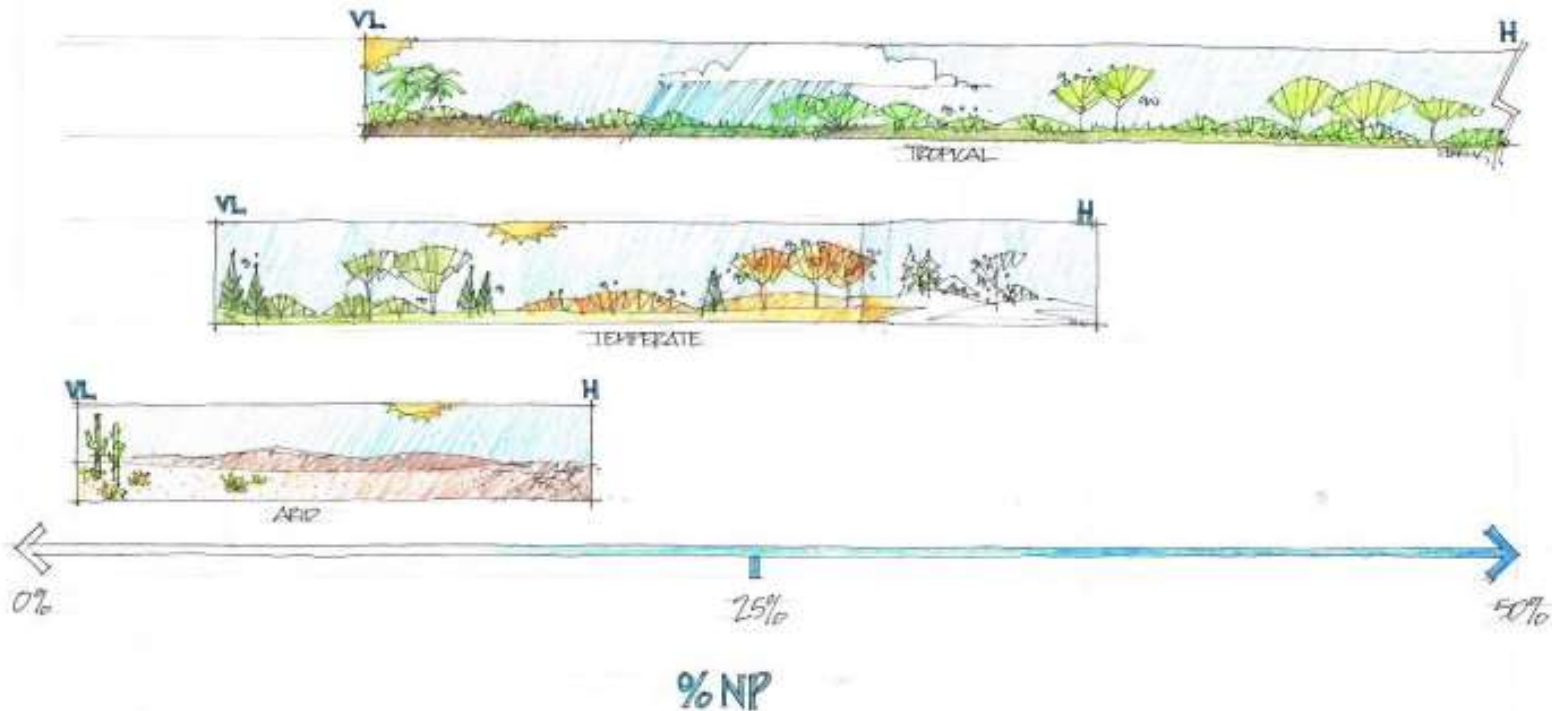 VL H
TROPICAL
VL H
TEMPERATE
VL H
ARID
0% 25% 50%
% NP